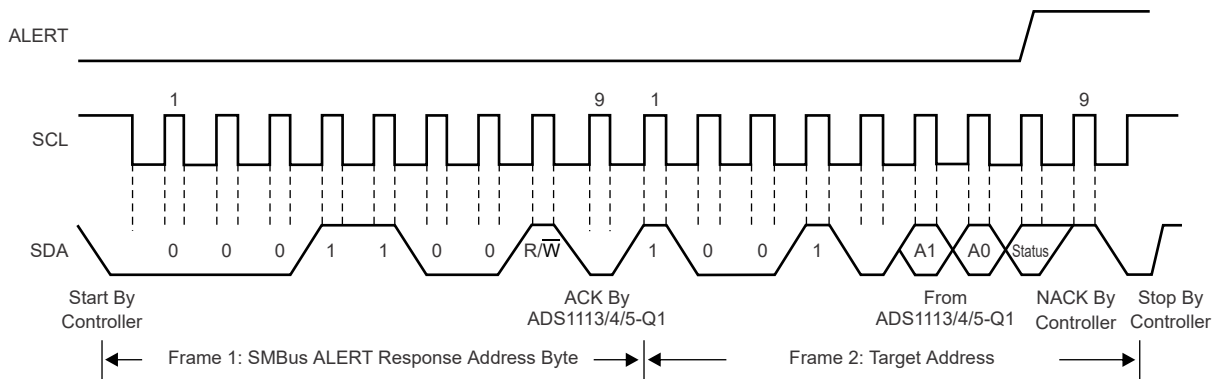 ALERT
1 9 1 9
SCL
SDA
0 0 0 1 1 0 0 R/W̅ 1 0 0 1 A1 A0 Status
Start By
Controller
ACK By
ADS1113/4/5-Q1
From
ADS1113/4/5-Q1
NACK By
Controller
Stop By
Controller
Frame 1: SMBus ALERT Response Address Byte
Frame 2: Target Address